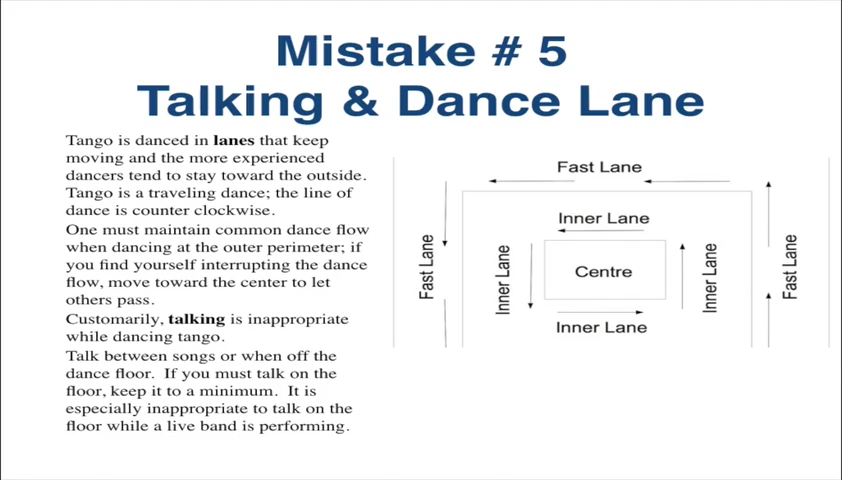 Mistake # 5
Talking & Dance Lane
Tango is danced in lanes that keep
moving and the more experienced
dancers tend to stay toward the outside.
Tango is a traveling dance; the line of
dance is counter clockwise.
One must maintain common dance flow
when dancing at the outer perimeter; if
you find yourself interrupting the dance
flow, move toward the center to let
others pass.
Customarily, talking is inappropriate
while dancing tango.
Talk between songs or when off the
dance floor. If you must talk on the
floor, keep it to a minimum. It is
especially inappropriate to talk on the
floor while a live band is performing.
Fast Lane
Inner Lane
Fast Lane
Inner Lane
Centre
Inner Lane
Fast Lane
Inner Lane